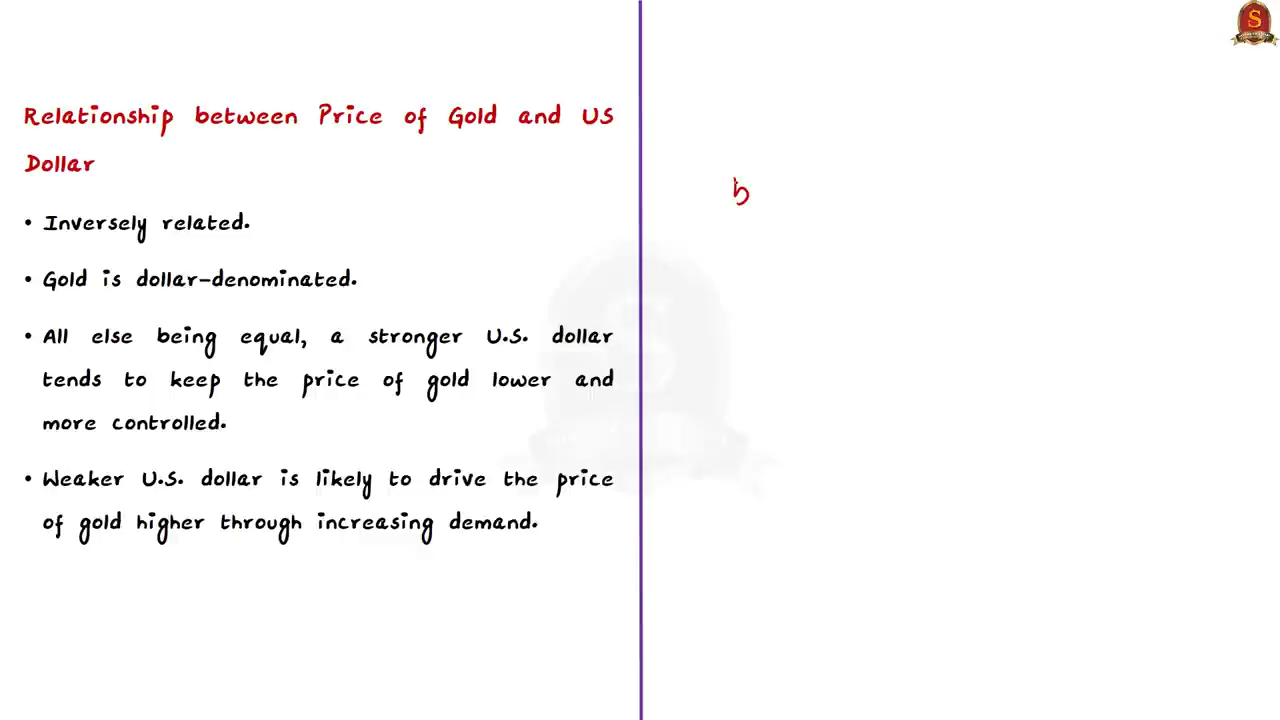 Relationship between Price of Gold and US
Dollar
• Inversely related.
• Gold is dollar-denominated.
• All else being equal, a stronger U.S. dollar
tends to keep the price of gold lower and
more controlled.
• Weaker U.S. dollar is likely to drive the price
of gold higher through increasing demand.
S